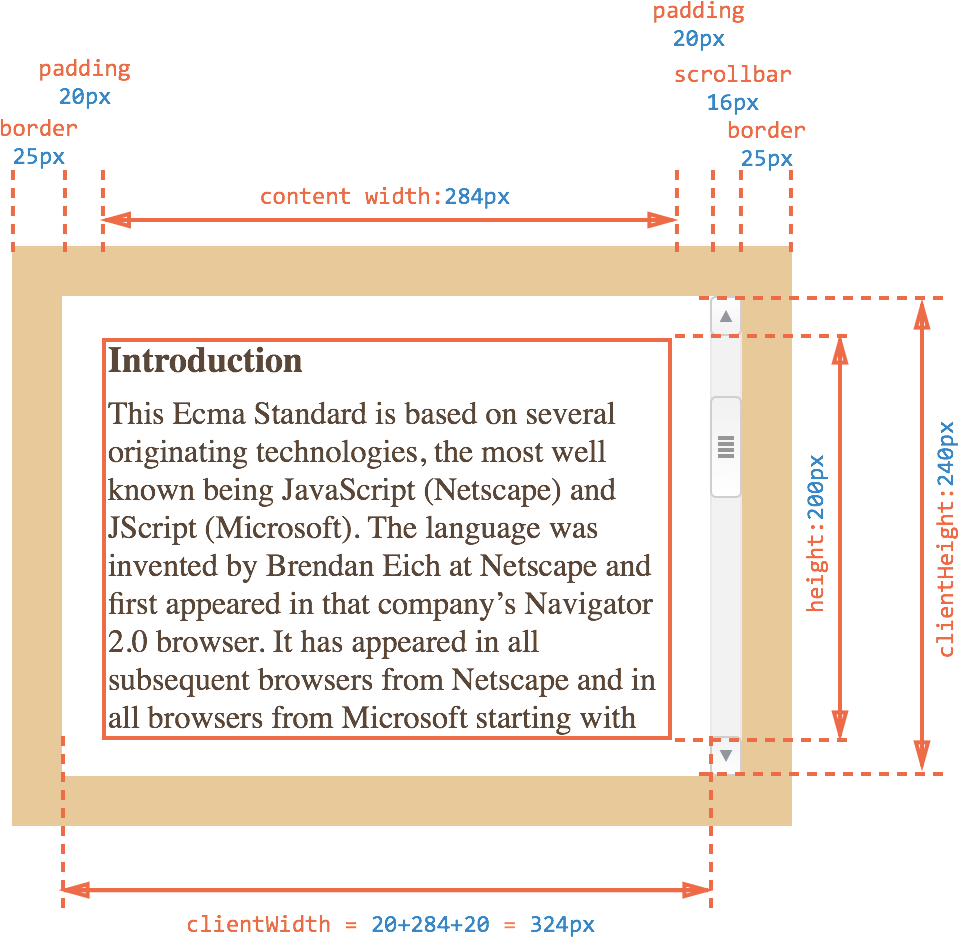 padding
20px
scrollbar
16px
padding
20px
border
25px
border
25px
content width:284px
Introduction
This Ecma Standard is based on several
originating technologies, the most well
known being JavaScript (Netscape) and
JScript (Microsoft). The language was
invented by Brendan Eich at Netscape and
first appeared in that company’s Navigator
2.0 browser. It has appeared in all
subsequent browsers from Netscape and in
all browsers from Microsoft starting with
height:200px
clientHeight:240px
clientWidth = 20+284+20 = 324px